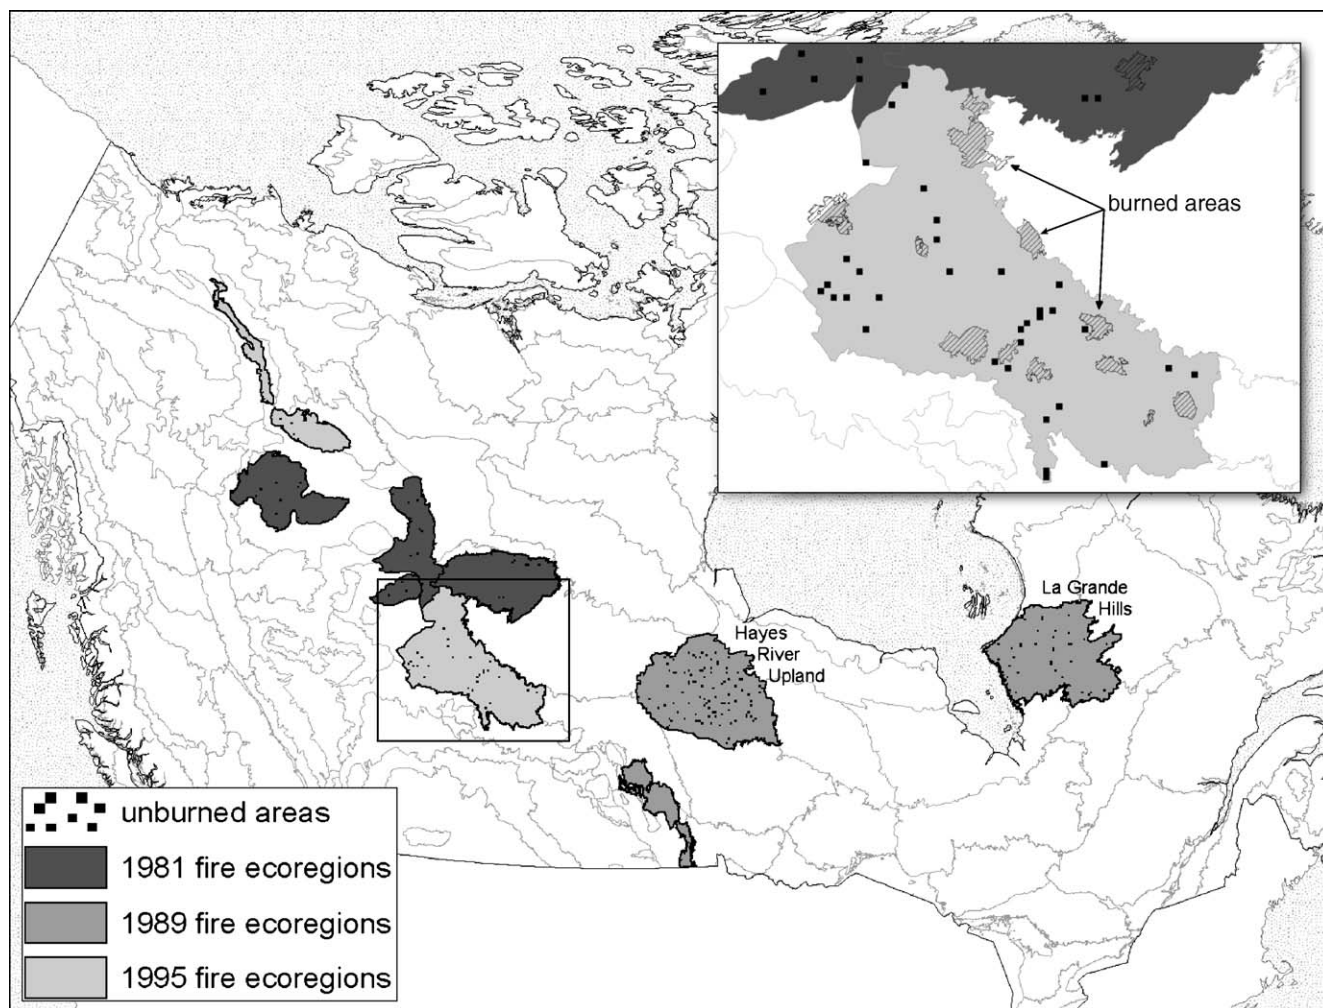 burned areas
La Grande
Hills
Hayes
River
Upland
unburned areas
1981 fire ecoregions
1989 fire ecoregions
1995 fire ecoregions